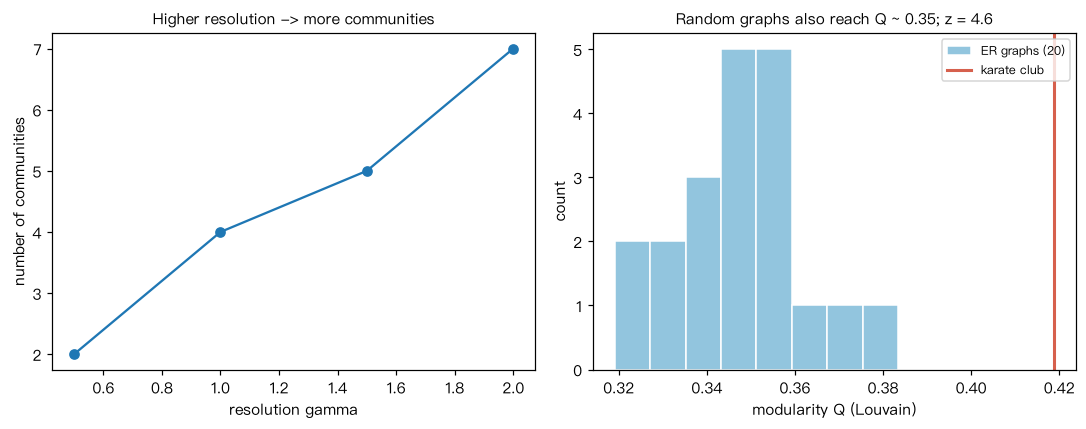 Higher resolution −> more communities
number of communities
7
6
5
4
3
2
0.6 0.8 1.0 1.2 1.4 1.6 1.8 2.0
resolution gamma
Random graphs also reach Q ~ 0.35; z = 4.6
ER graphs (20)
karate club
count
5
4
3
2
1
0
0.32 0.34 0.36 0.38 0.40 0.42
modularity Q (Louvain)